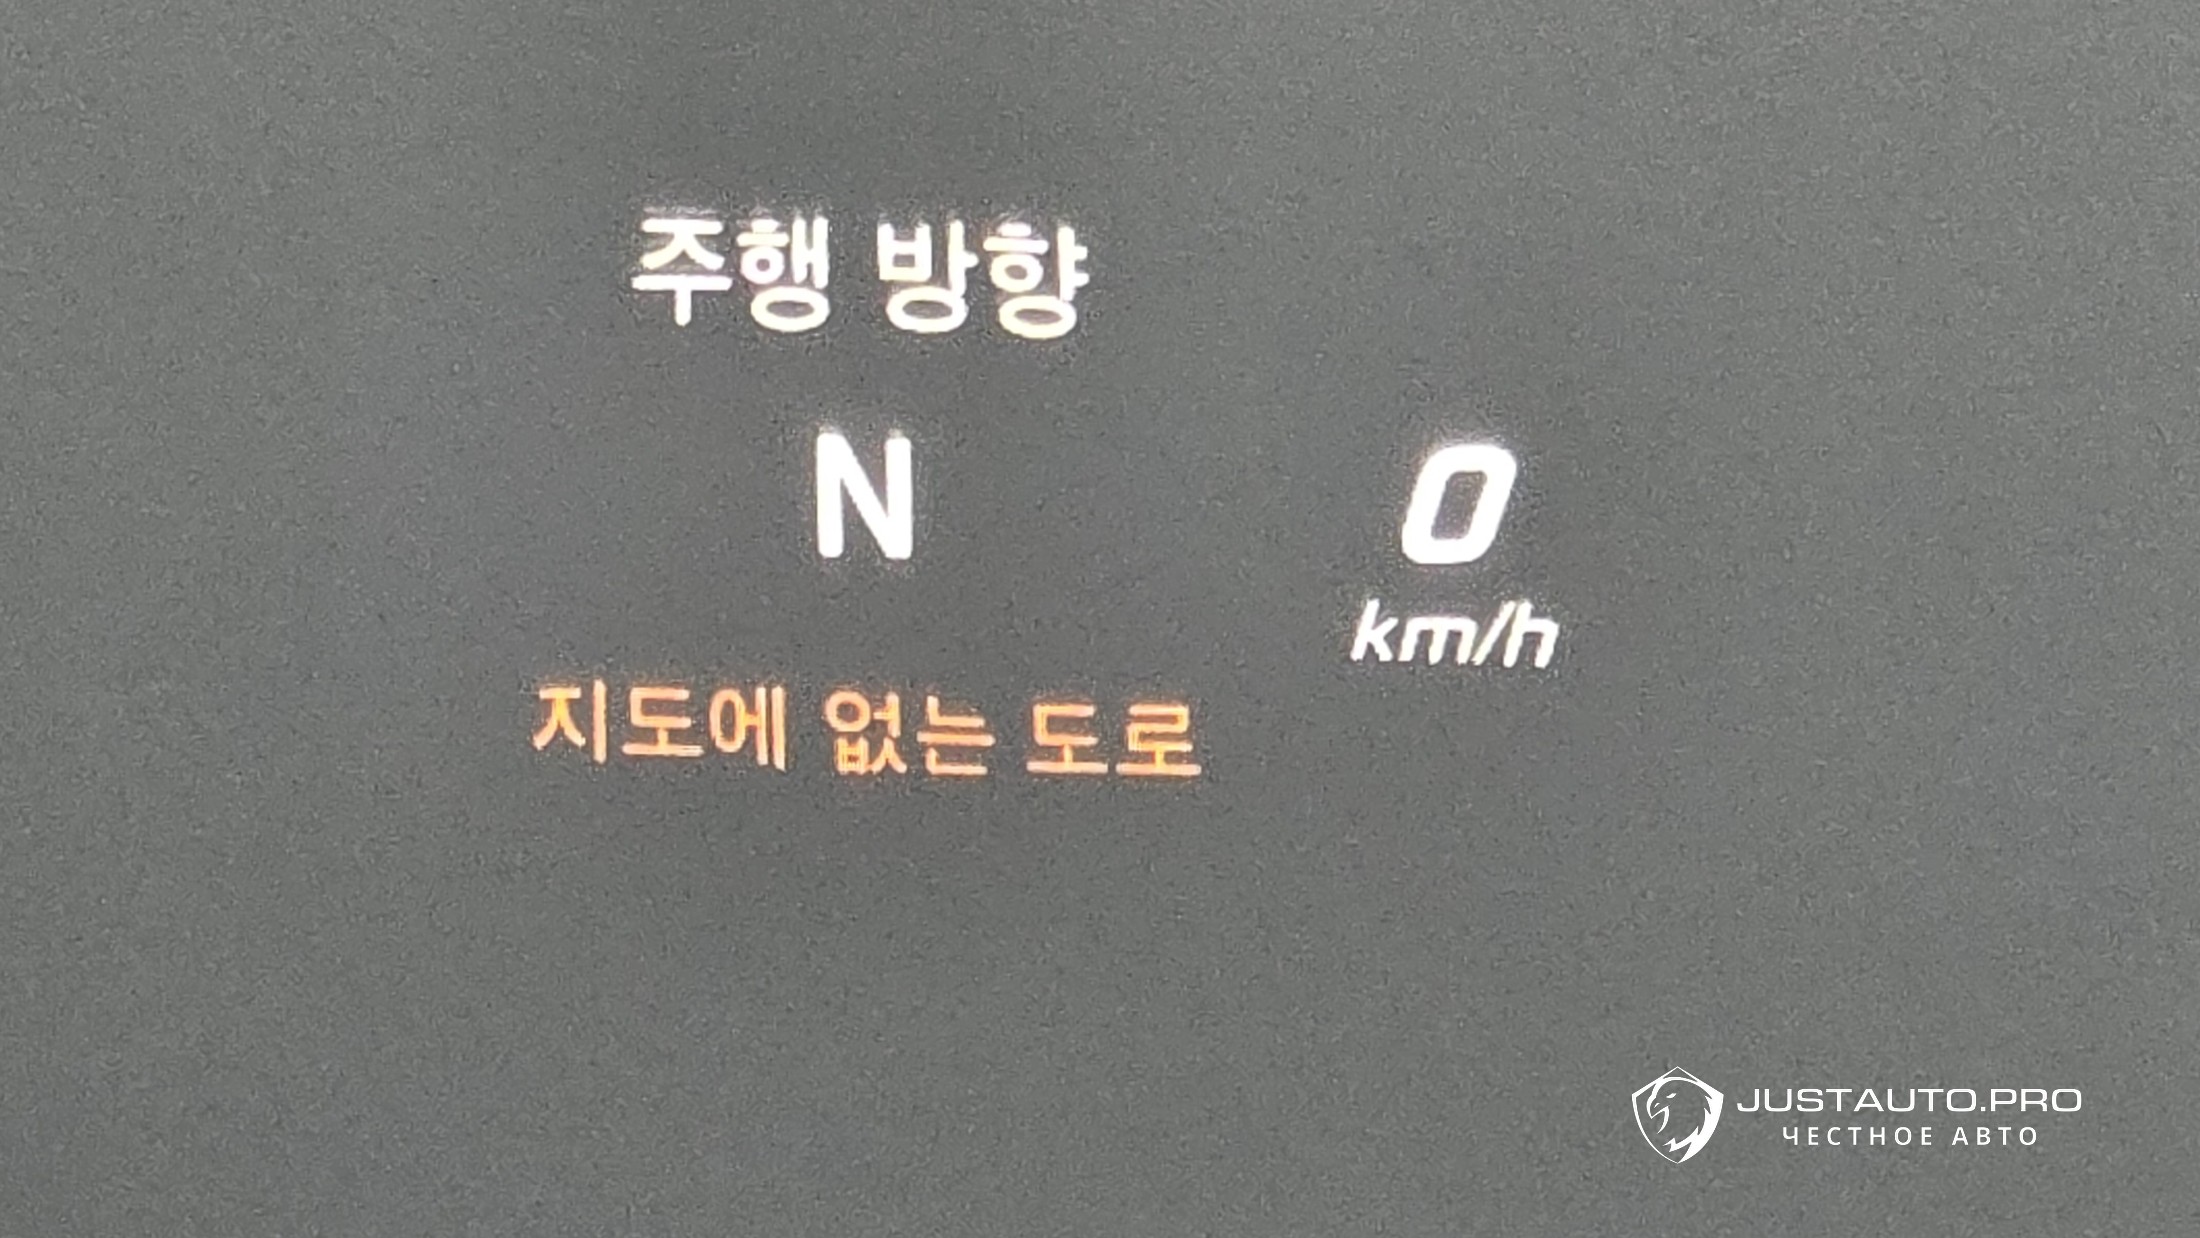 주행 방향
N
0
km/h
지도에 없는 도로
JUSTAUTO.PRO
ЧЕСТНОЕ АВТО